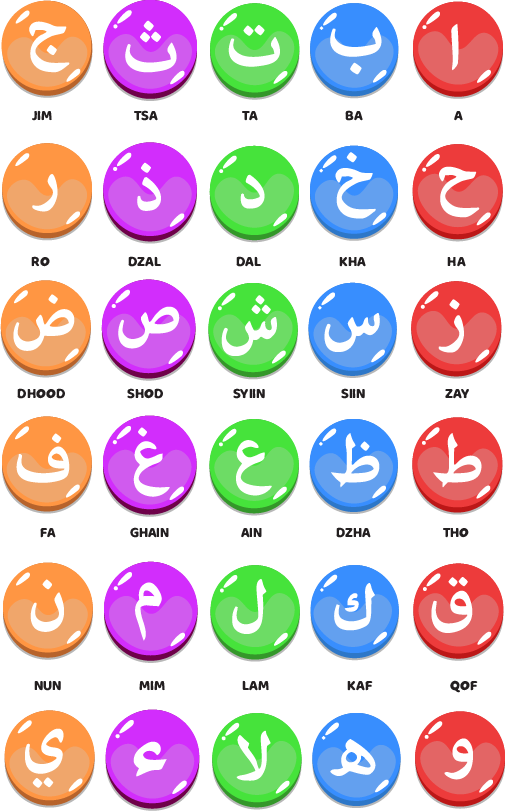 ا ب ت ث ج
A BA TA TSA JIM
ح خ د ذ ر
HA KHA DAL DZAL RO
ز س ش ص ض
ZAY SIIN SYIIN SHOD DHOOD
ط ظ ع غ ف
THO DZHA AIN GHAIN FA
ق ك ل م ن
QOF KAF LAM MIM NUN
و ه لا ء ي